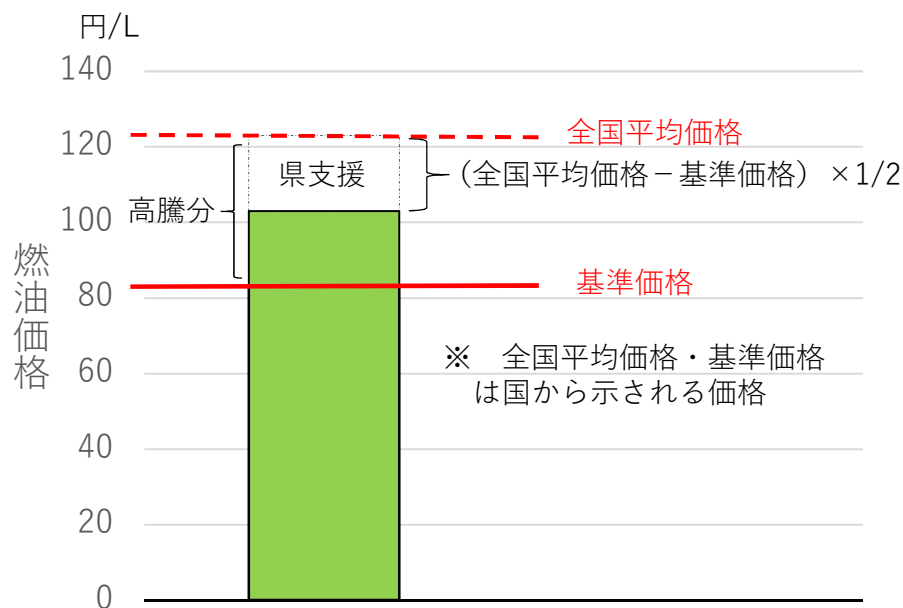 円/L
140
全国平均価格
120
県支援
(全国平均価格－基準価格) ×1/2
高騰分
100
燃油価格
基準価格
80
※　全国平均価格・基準価格
は国から示される価格
60
40
20
0